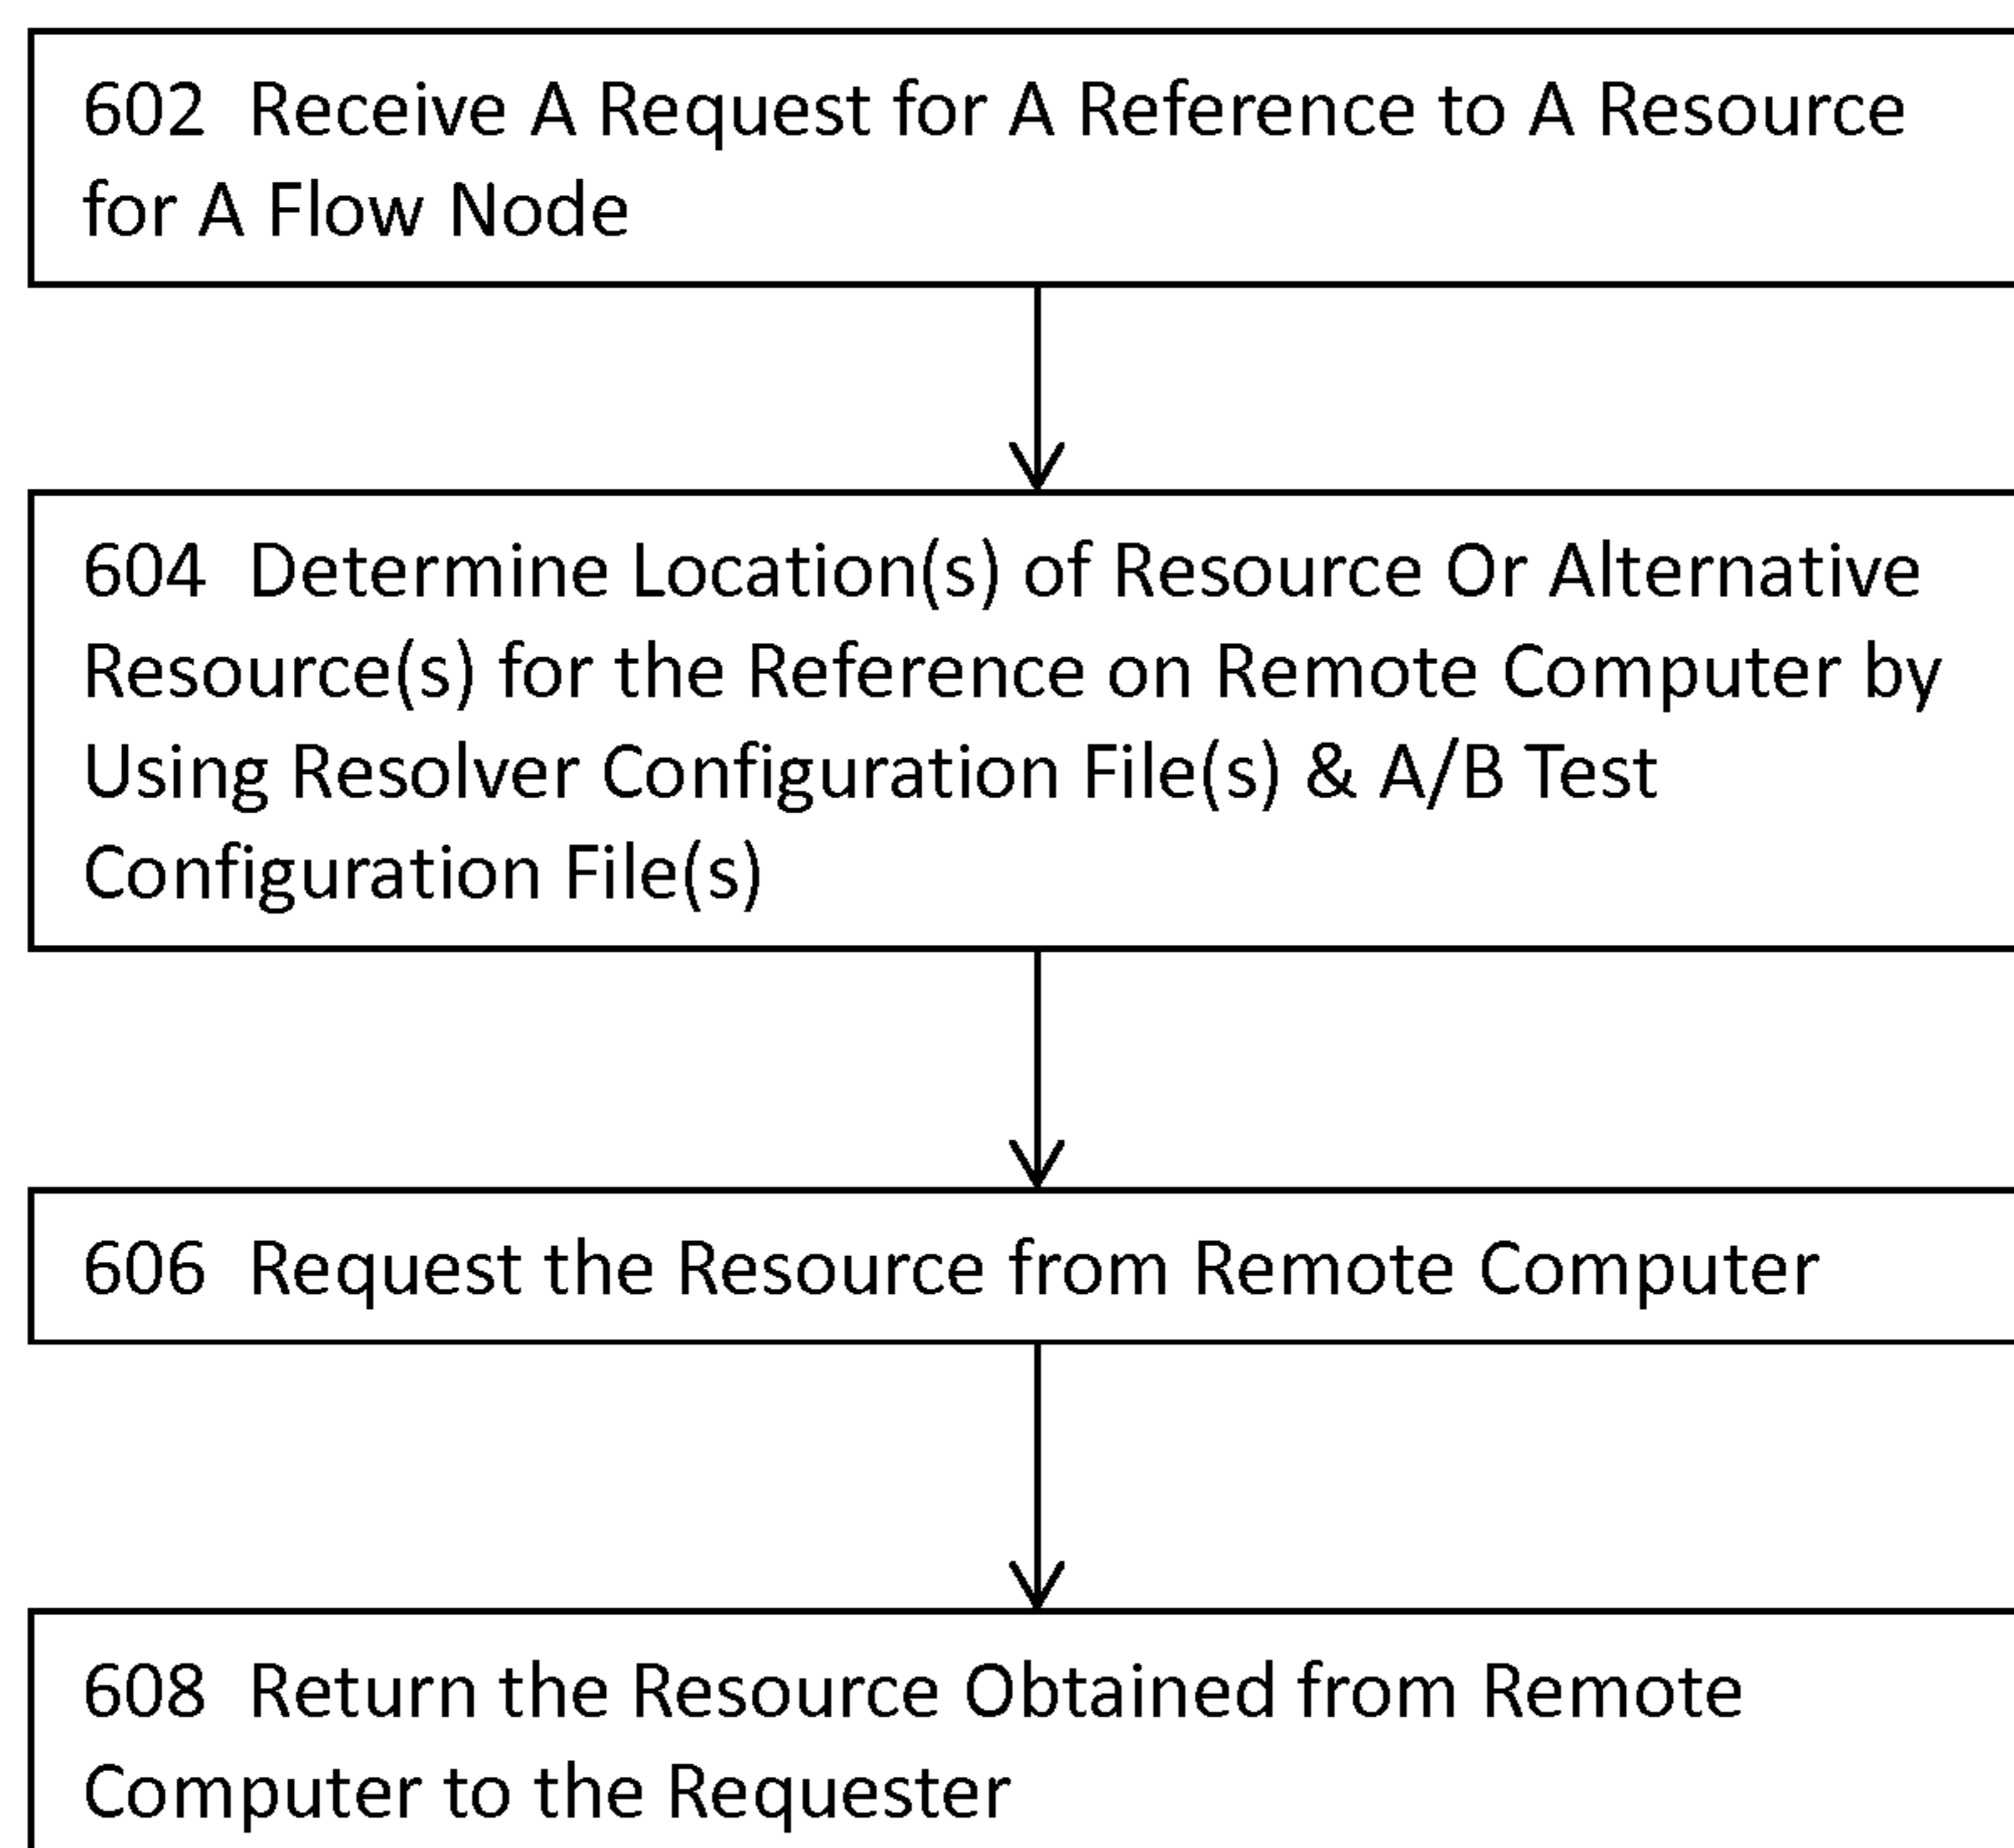 602 Receive A Request for A Reference to A Resource
for A Flow Node
604 Determine Location(s) of Resource Or Alternative
Resource(s) for the Reference on Remote Computer by
Using Resolver Configuration File(s) & A/B Test
Configuration File(s)
606 Request the Resource from Remote Computer
608 Return the Resource Obtained from Remote
Computer to the Requester